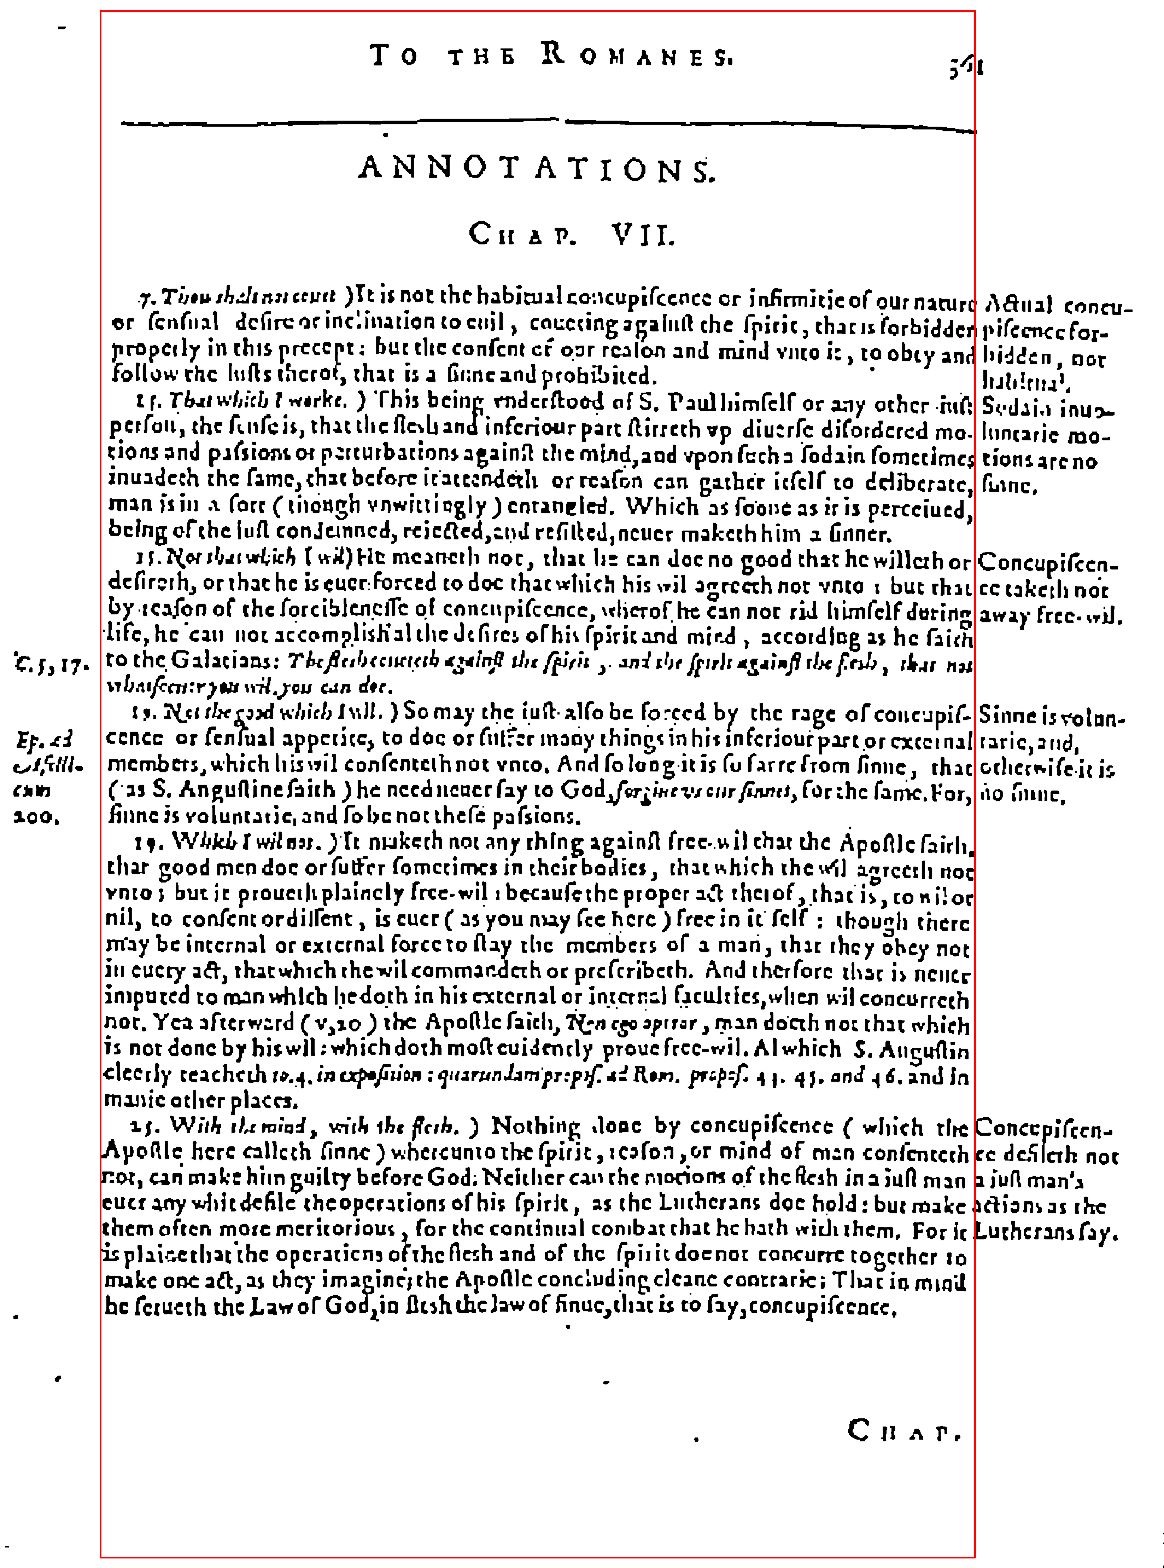 TO THE ROMANES.
361
ANNOTATIONS.
CHAP. VII.
7. Thou shalt not couet ) It is not the habitual concupiſcence or infirmitie of our nature
or ſenſual deſire or inclination to euil, coueting againſt the ſpirit, that is forbidden
properly in this precept: but the conſent of our reaſon and mind vnto it, to obey and
follow the luſts therof, that is a ſinne and prohibited.
Actual concu-
piſcence for-
bidden, not
habitual.
15. That which I worke. ) This being vnderſtood of S. Paul himſelf or any other iuſt
perſon, the ſenſe is, that the flesh and inferiour part ſtirreth vp diuerſe diſordered mo-
tions and paſsions or perturbations againſt the mind, and vpon ſuch a ſodain ſometimes
inuadeth the ſame, that before it attendeth or reaſon can gather itſelf to deliberate,
man is in a ſort ( though vnwittingly ) entangled. Which as ſoone as it is perceiued,
being of the iuſt condemned, reiected, and reſiſted, neuer maketh him a ſinner.
Sodain inuo-
luntarie mo-
tions are no
ſinne.
15. Not that which I wil) He meaneth not, that he can doe no good that he willeth or
deſireth, or that he is euer forced to doe that which his wil agreeth not vnto : but that
by reaſon of the forcibleneſſe of concupiſcence, wherof he can not rid himſelf during
life, he can not accomplish al the deſires of his ſpirit and mind, according as he ſaith
to the Galatians: The flesh coueteth againſt the ſpirit, and the ſpirit againſt the flesh, that not
whatſoeuer you wil, you can doe.
Concupiſcen-
ce taketh not
away free-wil.
C. 5, 17.
19. Not the good which I will. ) So may the iuſt alſo be forced by the rage of concupiſ-
cence or ſenſual appetite, to doe or ſuffer many things in his inferiour part or external
members, which his wil conſenteth not vnto. And ſo long it is ſo farre from ſinne, that
( as S. Auguſtine ſaith ) he need neuer ſay to God, forgiue vs our ſinnes, for the ſame. For,
ſinne is voluntarie, and ſo be not theſe paſsions.
Sinne is volun-
tarie, and,
otherwiſe it is
no ſinne.
Ep. ad
200.
19. Which I wil not. ) It maketh not any thing againſt free-wil that the Apoſtle ſaith,
that good men doe or ſuffer ſometimes in their bodies, that which the wil agreeth not
vnto ; but it proueth plainely free-wil : becauſe the proper act therof, that is, to wil or
nil, to conſent or diſſent, is euer ( as you may ſee here ) free in it ſelf : though there
may be internal or external force to ſtay the members of a man, that they obey not
in euery act, that which the wil commandeth or preſcribeth. And therfore that is neuer
imputed to man which he doth in his external or internal faculties, when wil concurreth
not. Yea afterward ( v, 20 ) the Apoſtle ſaith, Non ego operor, man doeth not that which
is not done by his wil : which doth moſt euidently proue free-wil. Al which S. Auguſtin
cleerly teacheth to. 4. in expoſition : quarundam propoſ. ad Rom. propoſ. 44. 45. and 46. and in
manie other places.
25. With the mind, with the flesh. ) Nothing done by concupiſcence ( which the
Apoſtle here calleth ſinne ) whereunto the ſpirit, reaſon, or mind of man conſenteth
not, can make him guilty before God: Neither can the motions of the flesh in a iuſt man
euer any whit defile the operations of his ſpirit, as the Lutherans doe hold : but make
them often more meritorious, for the continual combat that he hath with them. For it
is plaine that the operations of the flesh and of the ſpirit doe not concurre together to
make one act, as they imagine; the Apoſtle concluding cleane contrarie; That in mind
he ſerueth the Law of God, in flesh the law of ſinne, that is to ſay, concupiſcence.
Concupiſcen-
ce defileth not
a iuſt man's
actions as the
Lutherans ſay.
CHAP.